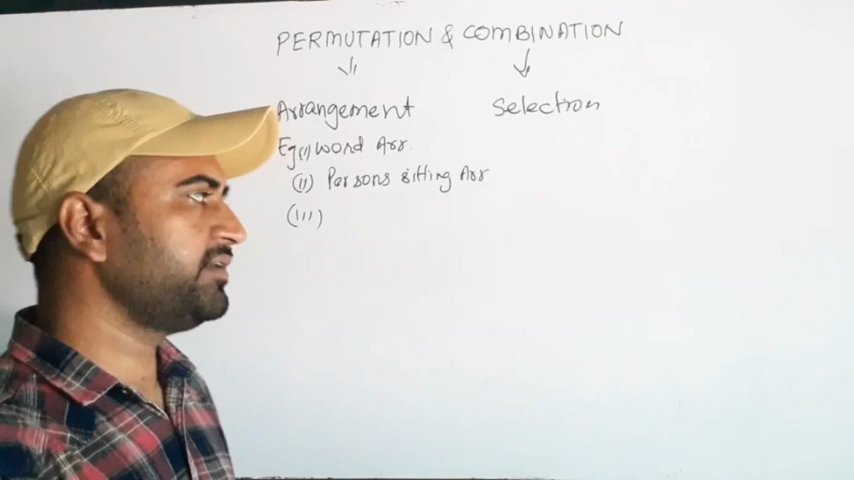 PERMUTATION & COMBINATION
Arrangement Selection
Eg (i) word Arr.
(ii) Persons sitting Arr
(iii)